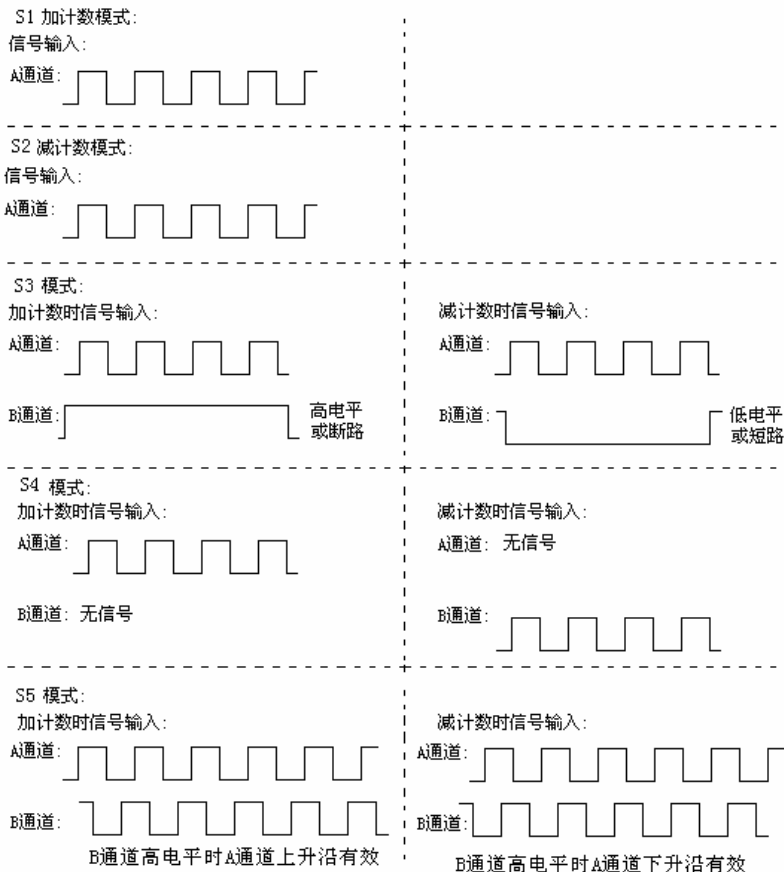 S1 加计数模式:
信号输入:
A通道:
S2 减计数模式:
信号输入:
A通道:
S3 模式:
加计数时信号输入:
A通道:
B通道:
高电平
或断路
减计数时信号输入:
A通道:
B通道:
低电平
或短路
S4 模式:
加计数时信号输入:
A通道:
B通道: 无信号
减计数时信号输入:
A通道: 无信号
B通道:
S5 模式:
加计数时信号输入:
A通道:
B通道:
B通道高电平时A通道上升沿有效
减计数时信号输入:
A通道:
B通道:
B通道高电平时A通道下升沿有效